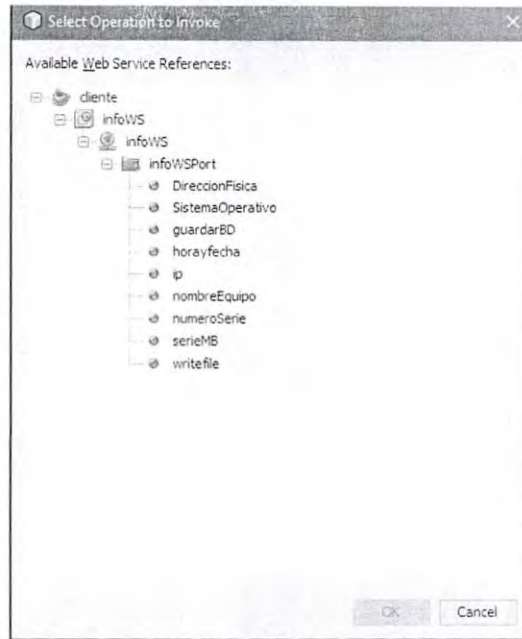 Select Operation to Invoke
Available Web Service References:
cliente
infoWS
infoWS
infoWSPort
DireccionFisica
SistemaOperativo
guardarBD
horayfecha
ip
nombreEquipo
numeroSerie
serieMB
writefile
OK Cancel